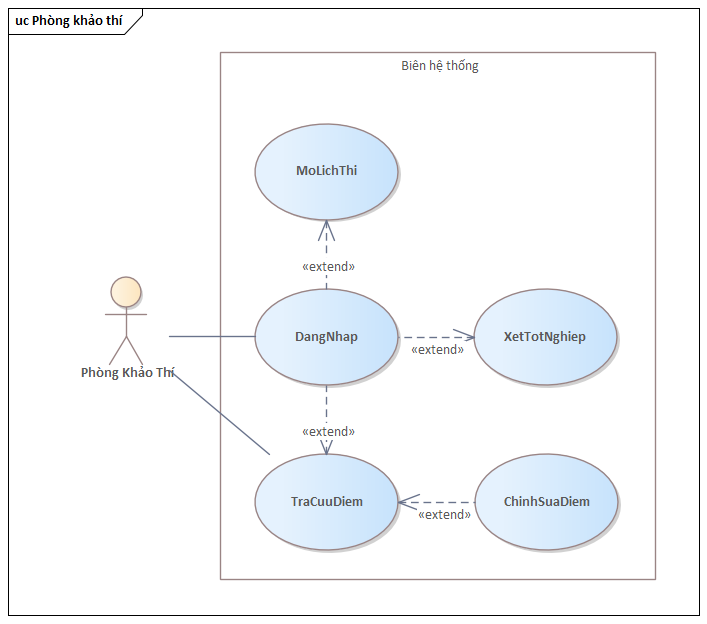 uc Phòng khảo thí
Biên hệ thống
MoLichThi
«extend»
DangNhap
«extend»
XetTotNghiep
Phòng Khảo Thí
«extend»
TraCuuDiem
«extend»
ChinhSuaDiem